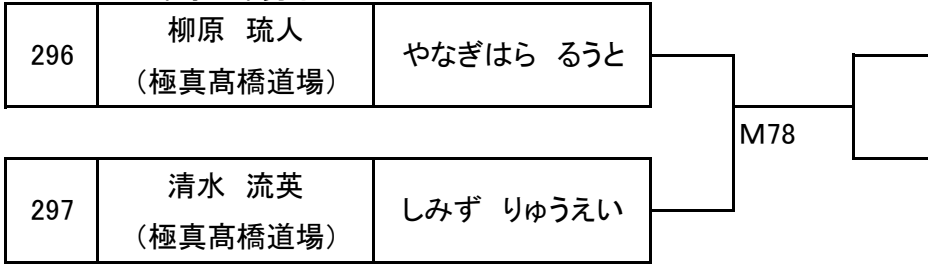 296
柳原　琉人
（極真髙橋道場）
やなぎはら　るうと
M78
297
清水　流英
（極真髙橋道場）
しみず　りゅうえい